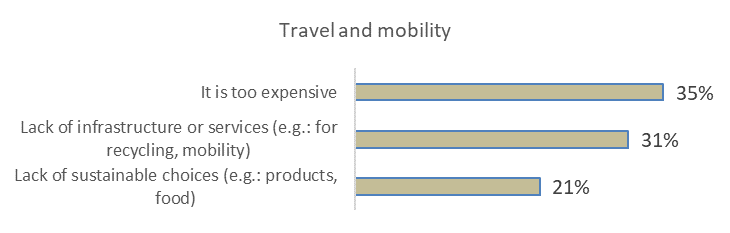 Travel and mobility
It is too expensive
35%
Lack of infrastructure or services (e.g.: for
recycling, mobility)
31%
Lack of sustainable choices (e.g.: products,
food)
21%